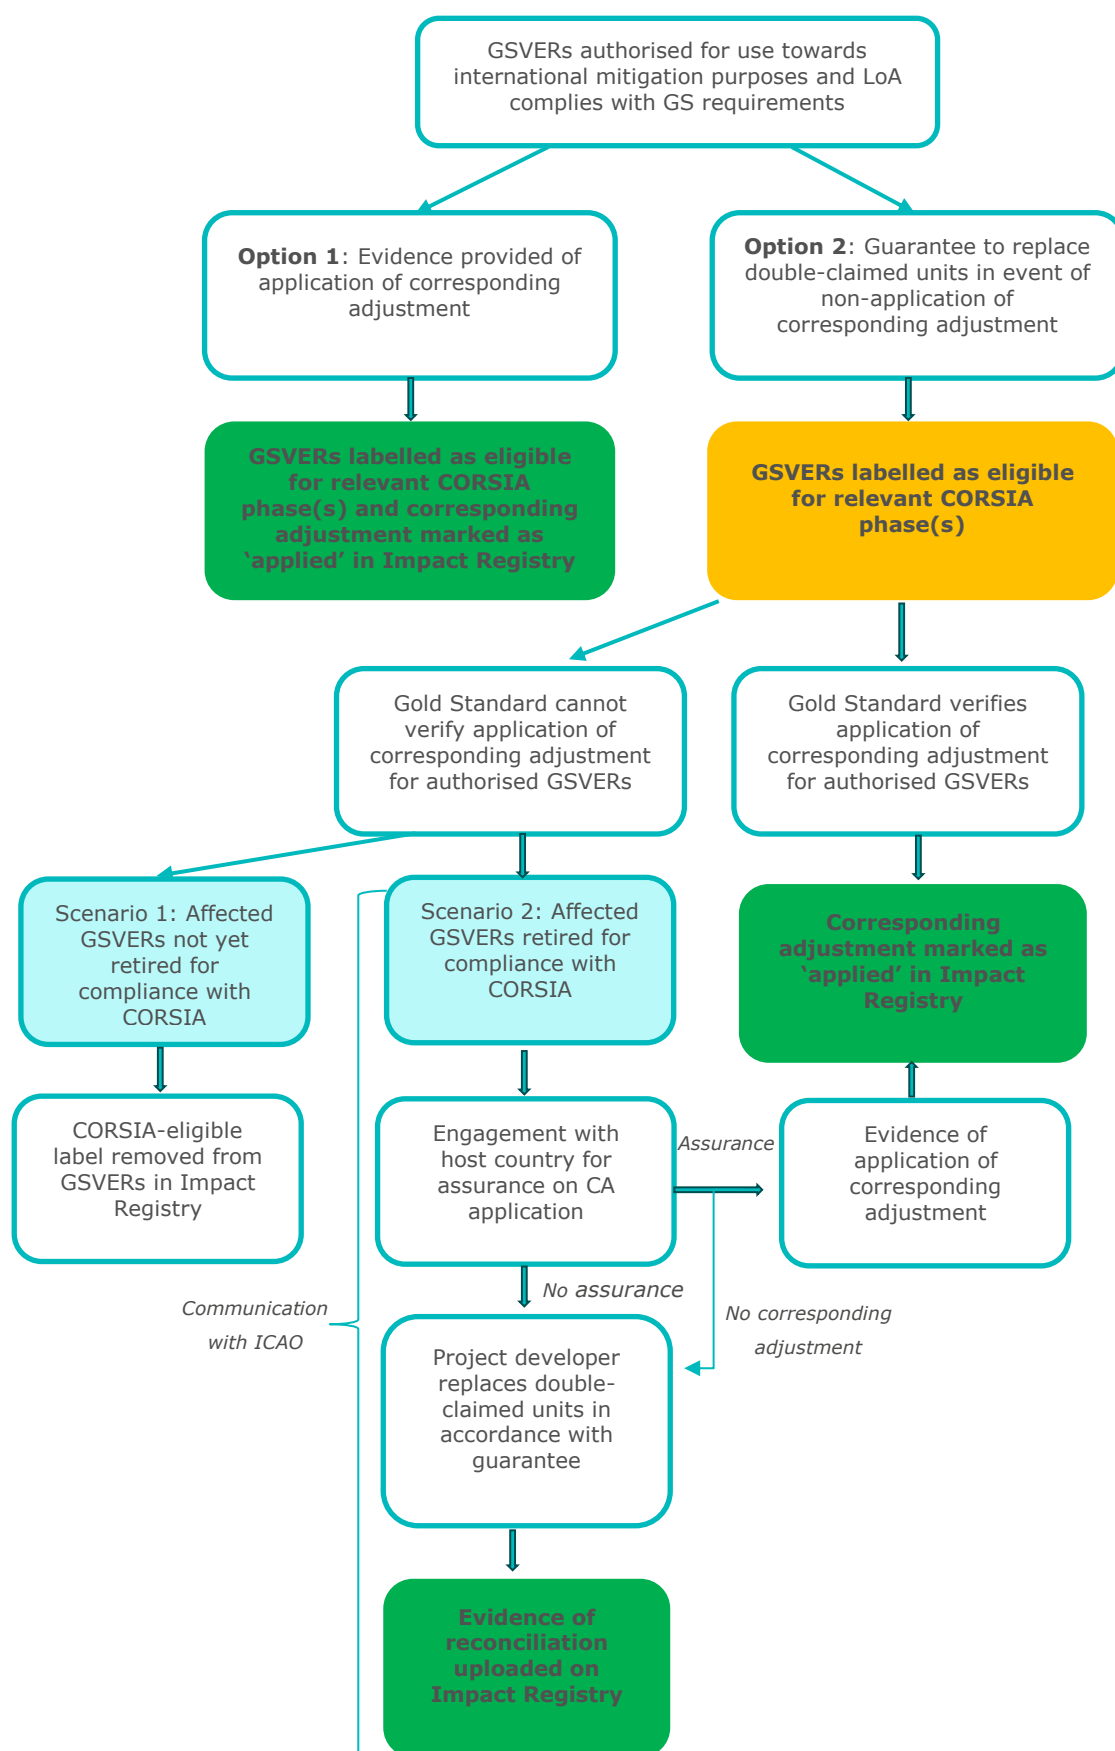 GSVERs authorised for use towards
international mitigation purposes and LoA
complies with GS requirements
Option 1: Evidence provided of
application of corresponding
adjustment
Option 2: Guarantee to replace
double-claimed units in event of
non-application of
corresponding adjustment
GSVERs labelled as eligible
for relevant CORSIA
phase(s) and corresponding
adjustment marked as
‘applied’ in Impact Registry
GSVERs labelled as eligible
for relevant CORSIA
phase(s)
Gold Standard cannot
verify application of
corresponding adjustment
for authorised GSVERs
Gold Standard verifies
application of
corresponding adjustment
for authorised GSVERs
Scenario 1: Affected
GSVERs not yet
retired for
compliance with
CORSIA
Scenario 2: Affected
GSVERs retired for
compliance with
CORSIA
Corresponding
adjustment marked as
‘applied’ in Impact
Registry
CORSIA-eligible
label removed from
GSVERs in Impact
Registry
Engagement with
host country for
assurance on CA
application
Assurance
Evidence of
application of
corresponding
adjustment
No assurance
Communication
with ICAO
No corresponding
adjustment
Project developer
replaces double-
claimed units in
accordance with
guarantee
Evidence of
reconciliation
uploaded on
Impact Registry